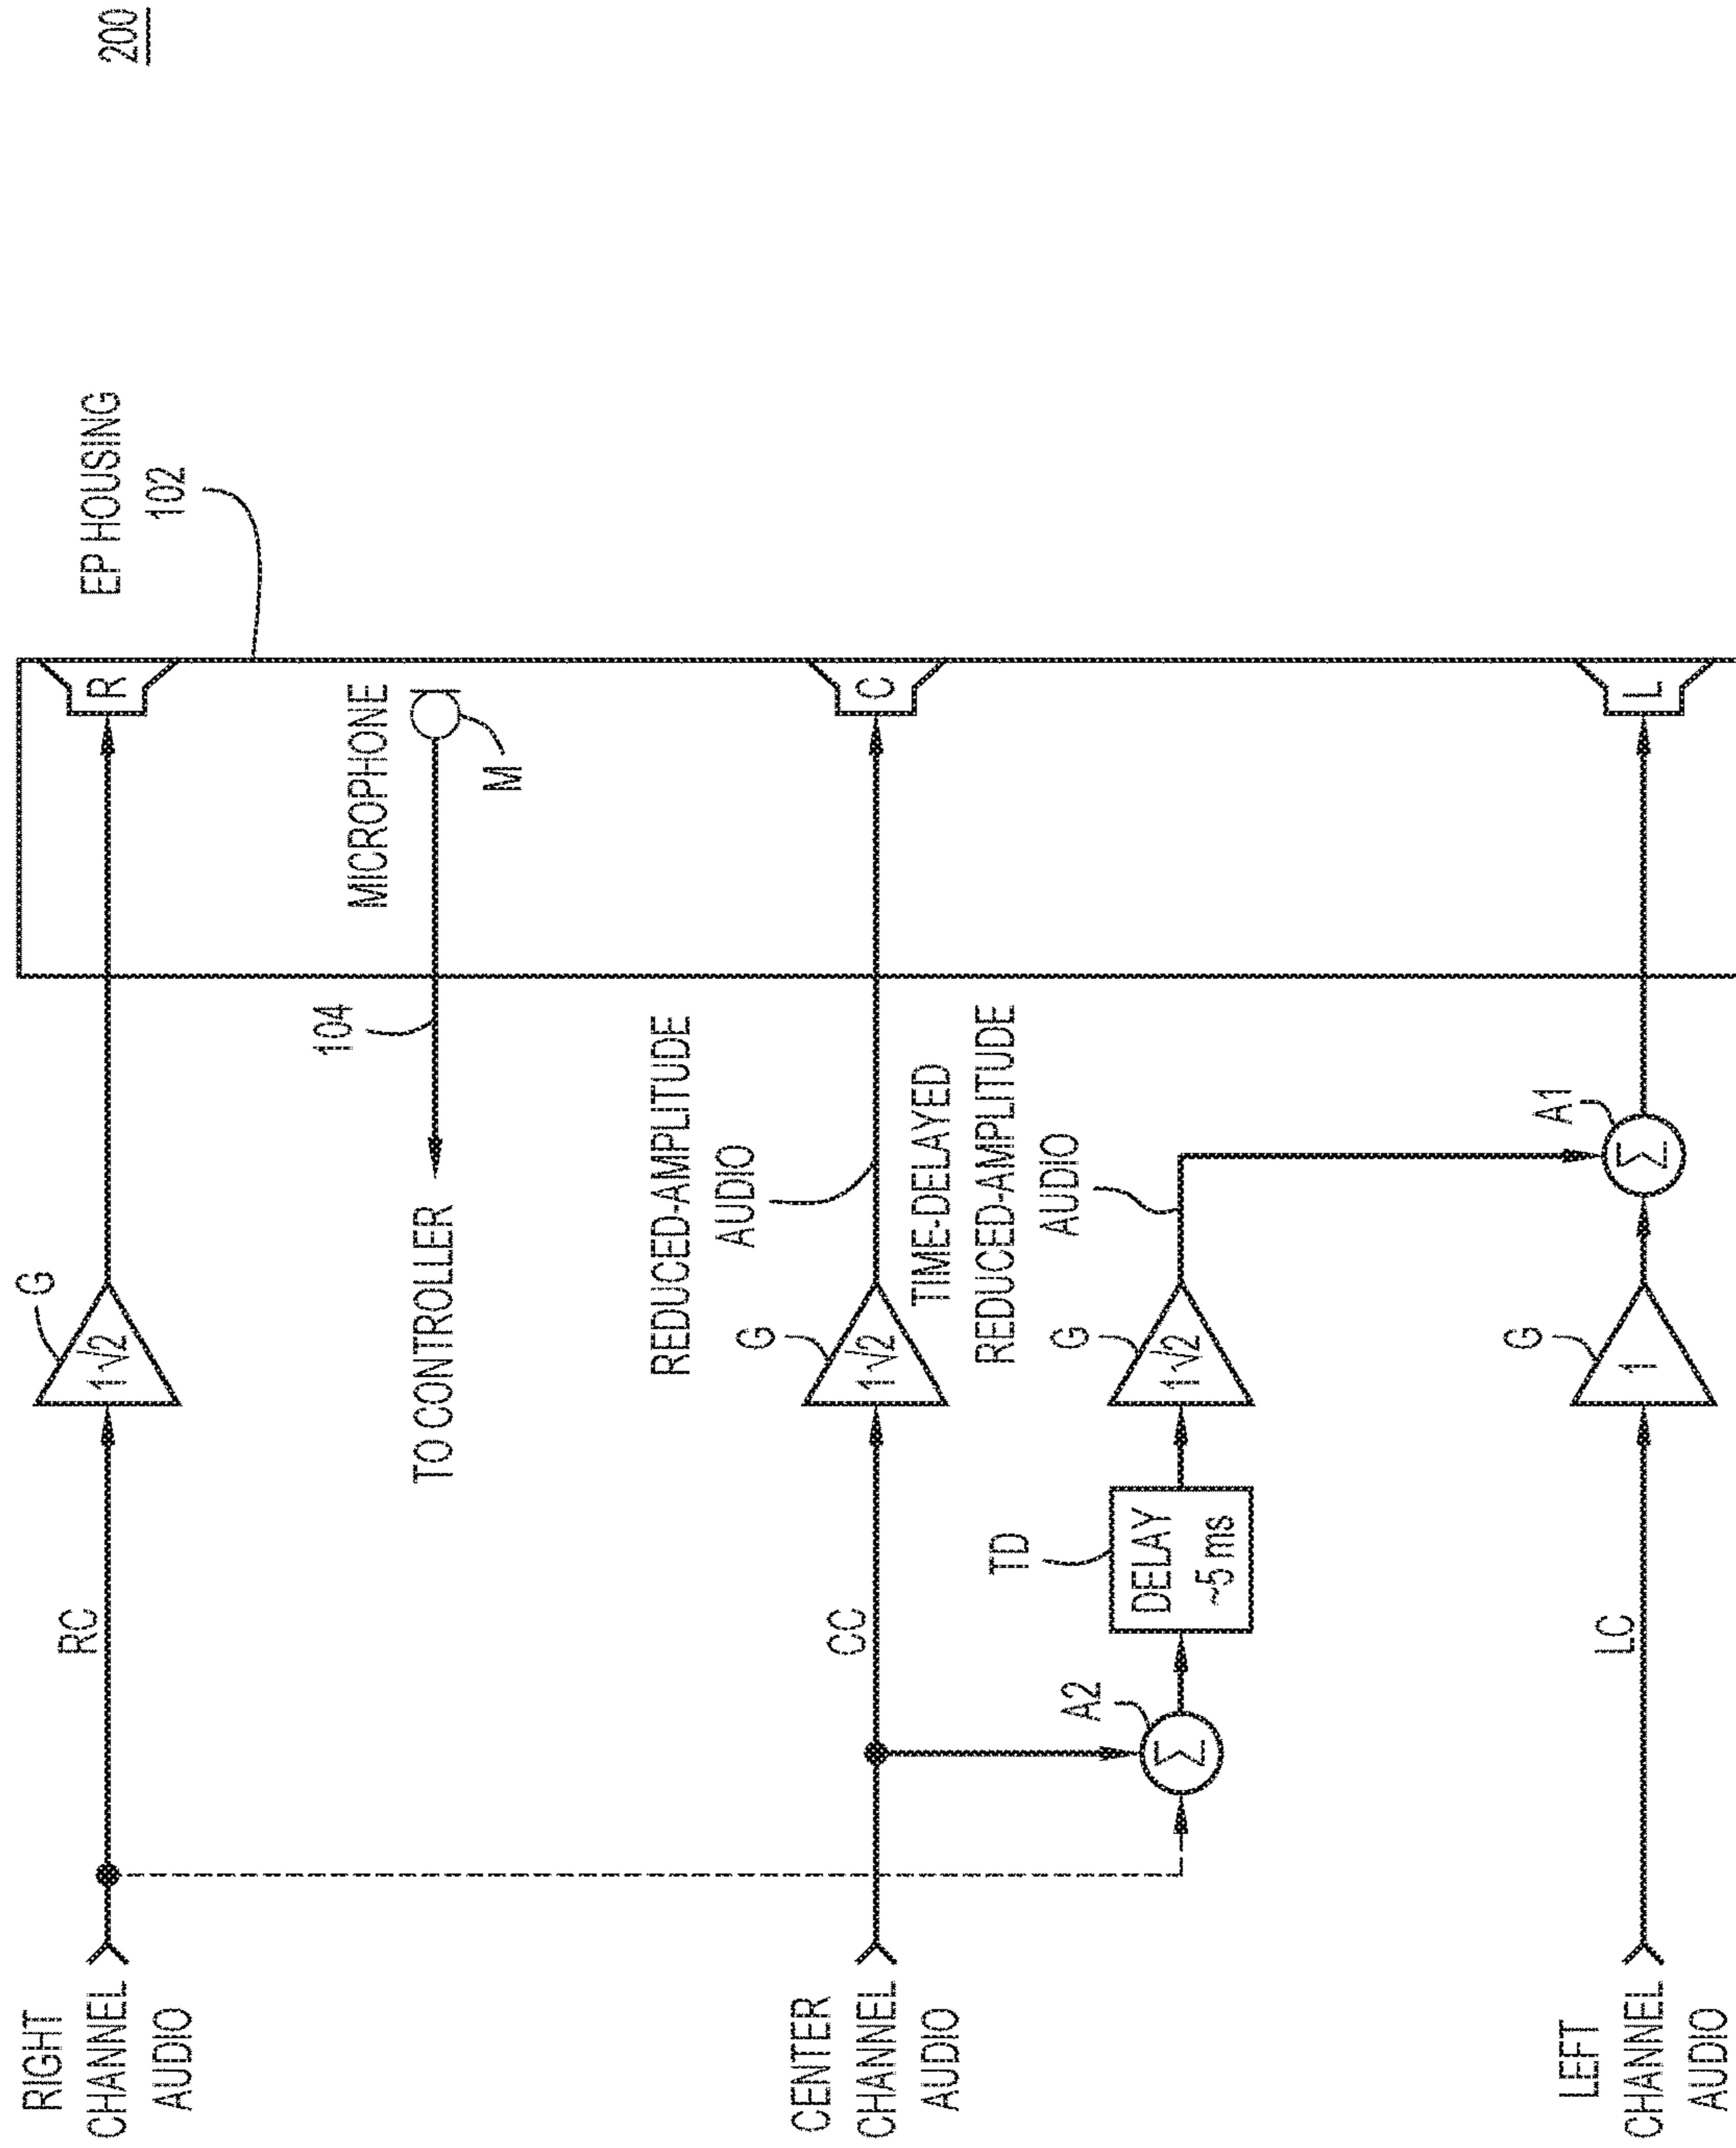 200
EP HOUSING
102
RIGHT
CHANNEL
AUDIO
RC
G
1√2
R
TO CONTROLLER
104
MICROPHONE
M
CENTER
CHANNEL
AUDIO
CC
G
1√2
REDUCED-AMPLITUDE
AUDIO
C
A2
Σ
TD
DELAY
~5 ms
G
1√2
TIME-DELAYED
REDUCED-AMPLITUDE
AUDIO
LEFT
CHANNEL
AUDIO
LC
G
1
A1
Σ
L